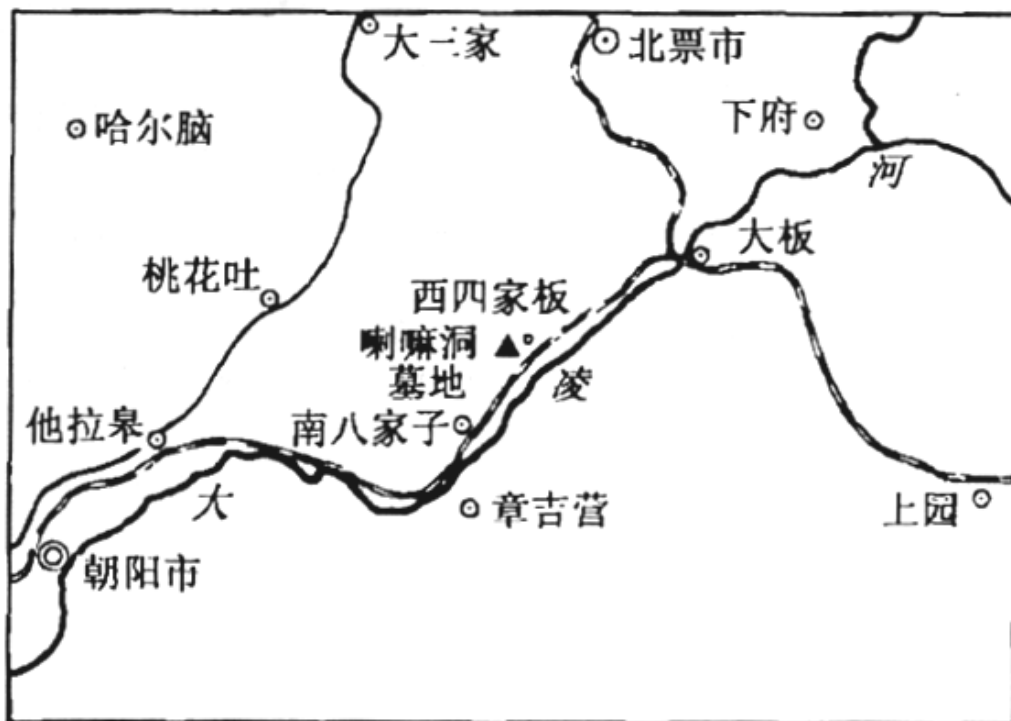 大三家
北票市
哈尔脑
下府
河
大板
桃花吐
西四家板
喇嘛洞
墓地
凌
他拉皋
南八家子
大
章吉营
上园
朝阳市